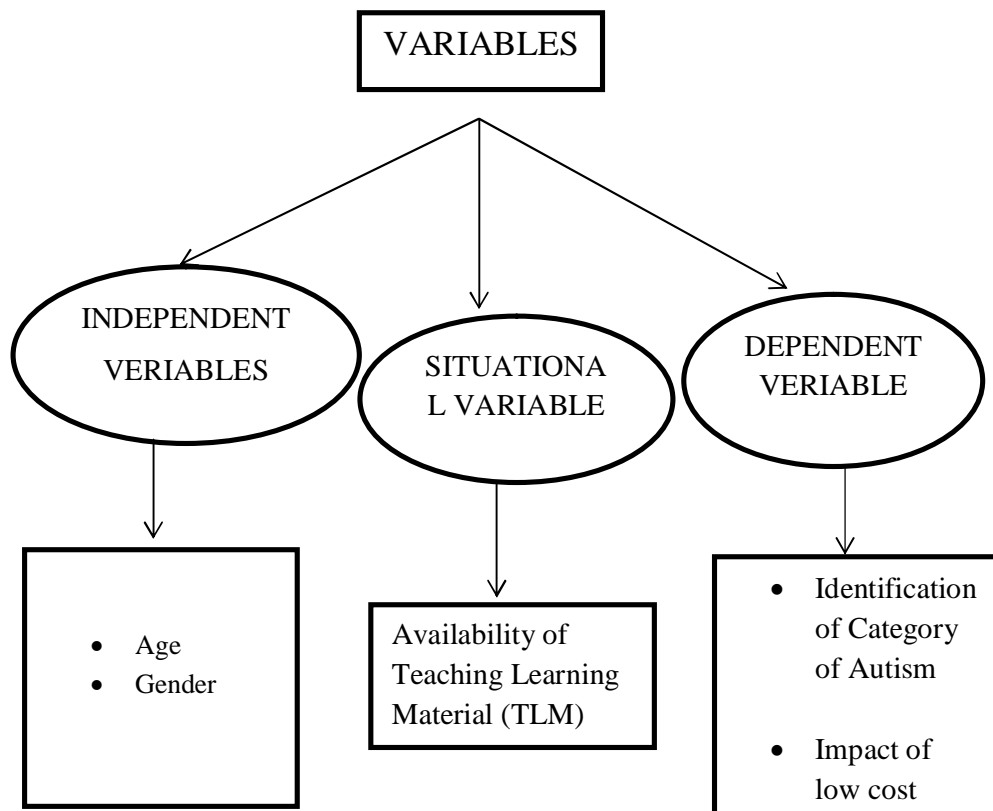 VARIABLES
INDEPENDENT
VERIABLES
SITUATIONA
L VARIABLE
DEPENDENT
VERIABLE
• Age
• Gender
Availability of
Teaching Learning
Material (TLM)
• Identification
of Category
of Autism
• Impact of
low cost